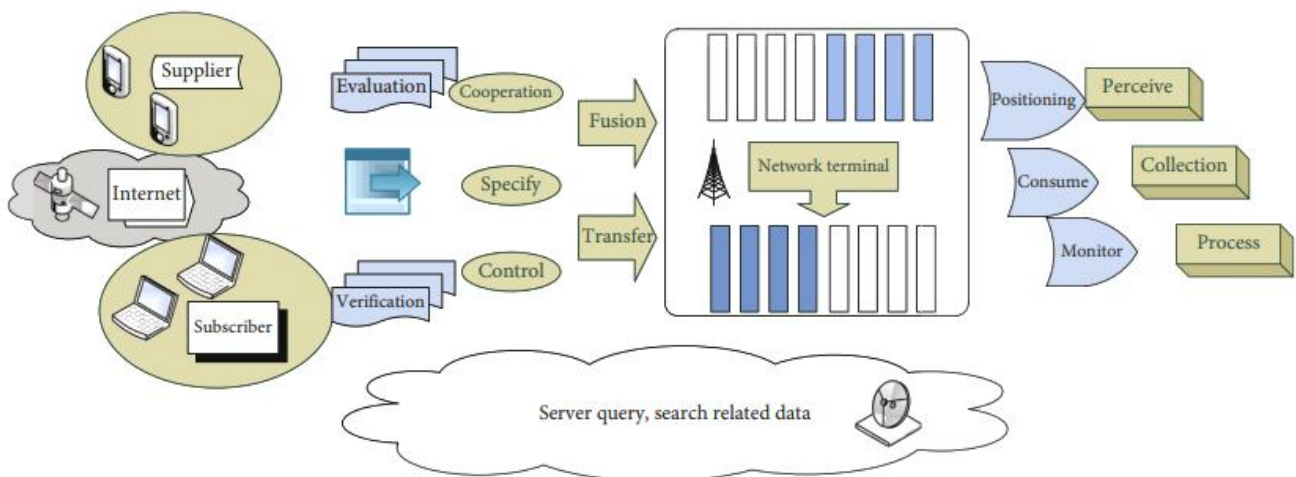 Supplier
Internet
Subscriber
Evaluation
Cooperation
Specify
Verification
Control
Fusion
Transfer
Network terminal
Positioning
Perceive
Consume
Collection
Monitor
Process
Server query, search related data